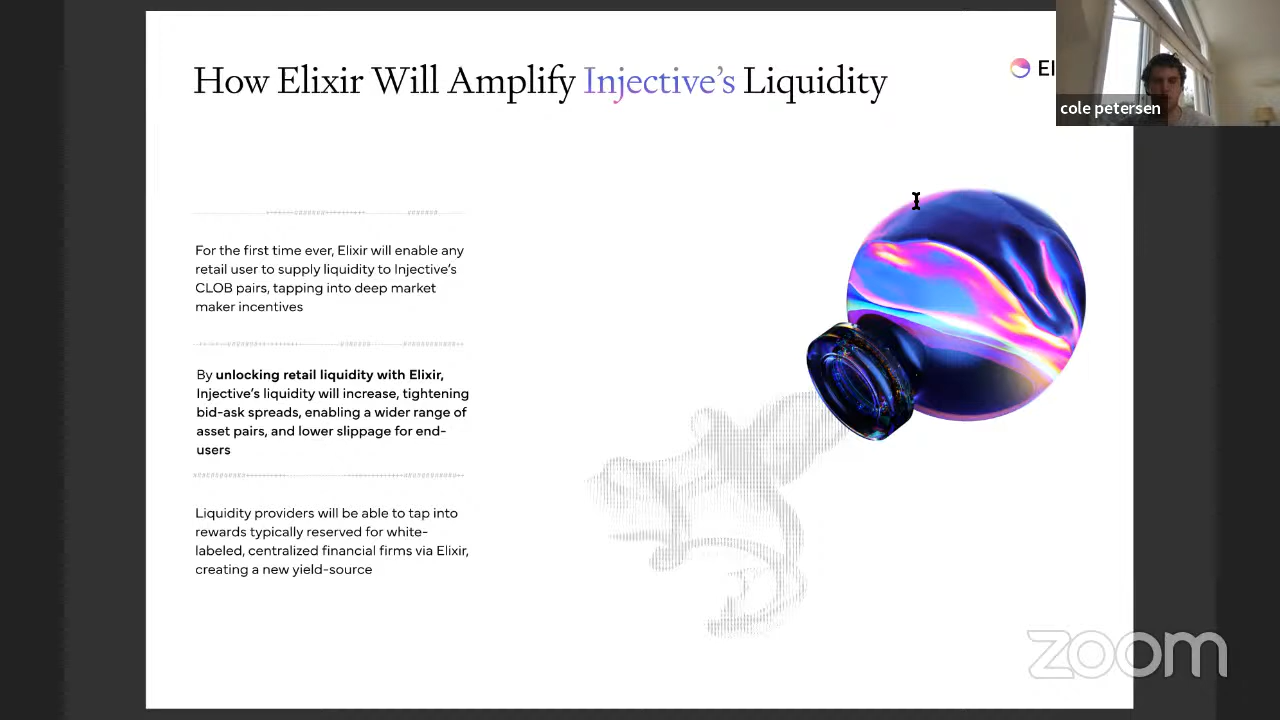 How Elixir Will Amplify Injective’s Liquidity
El
cole petersen
For the first time ever, Elixir will enable any
retail user to supply liquidity to Injective’s
CLOB pairs, tapping into deep market
maker incentives
By unlocking retail liquidity with Elixir,
Injective’s liquidity will increase, tightening
bid-ask spreads, enabling a wider range of
asset pairs, and lower slippage for end-
users
Liquidity providers will be able to tap into
rewards typically reserved for white-
labeled, centralized financial firms via Elixir,
creating a new yield-source
zoom